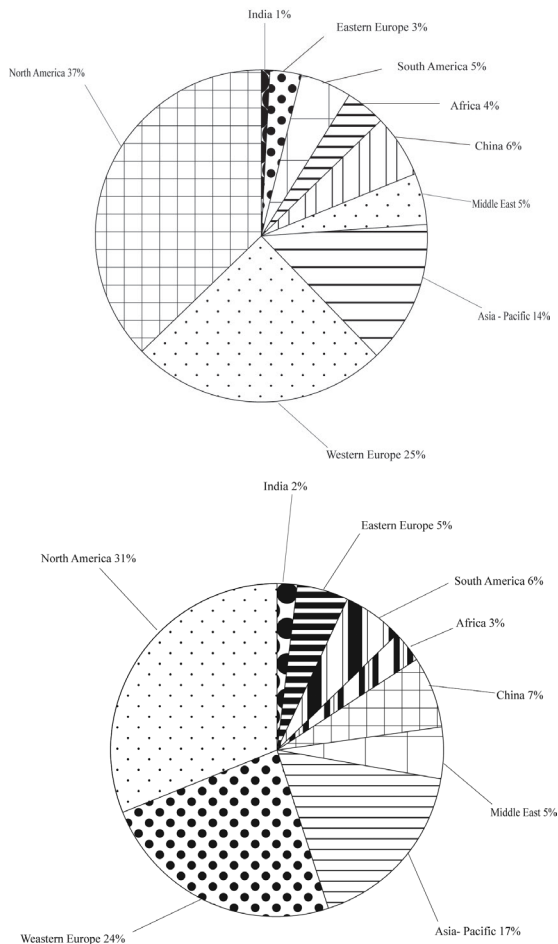 India 1%
Eastern Europe 3%
South America 5%
North America 37%
Africa 4%
China 6%
Middle East 5%
Asia - Pacific 14%
Western Europe 25%
India 2%
Eastern Europe 5%
North America 31%
South America 6%
Africa 3%
China 7%
Middle East 5%
Asia- Pacific 17%
Weastern Europe 24%